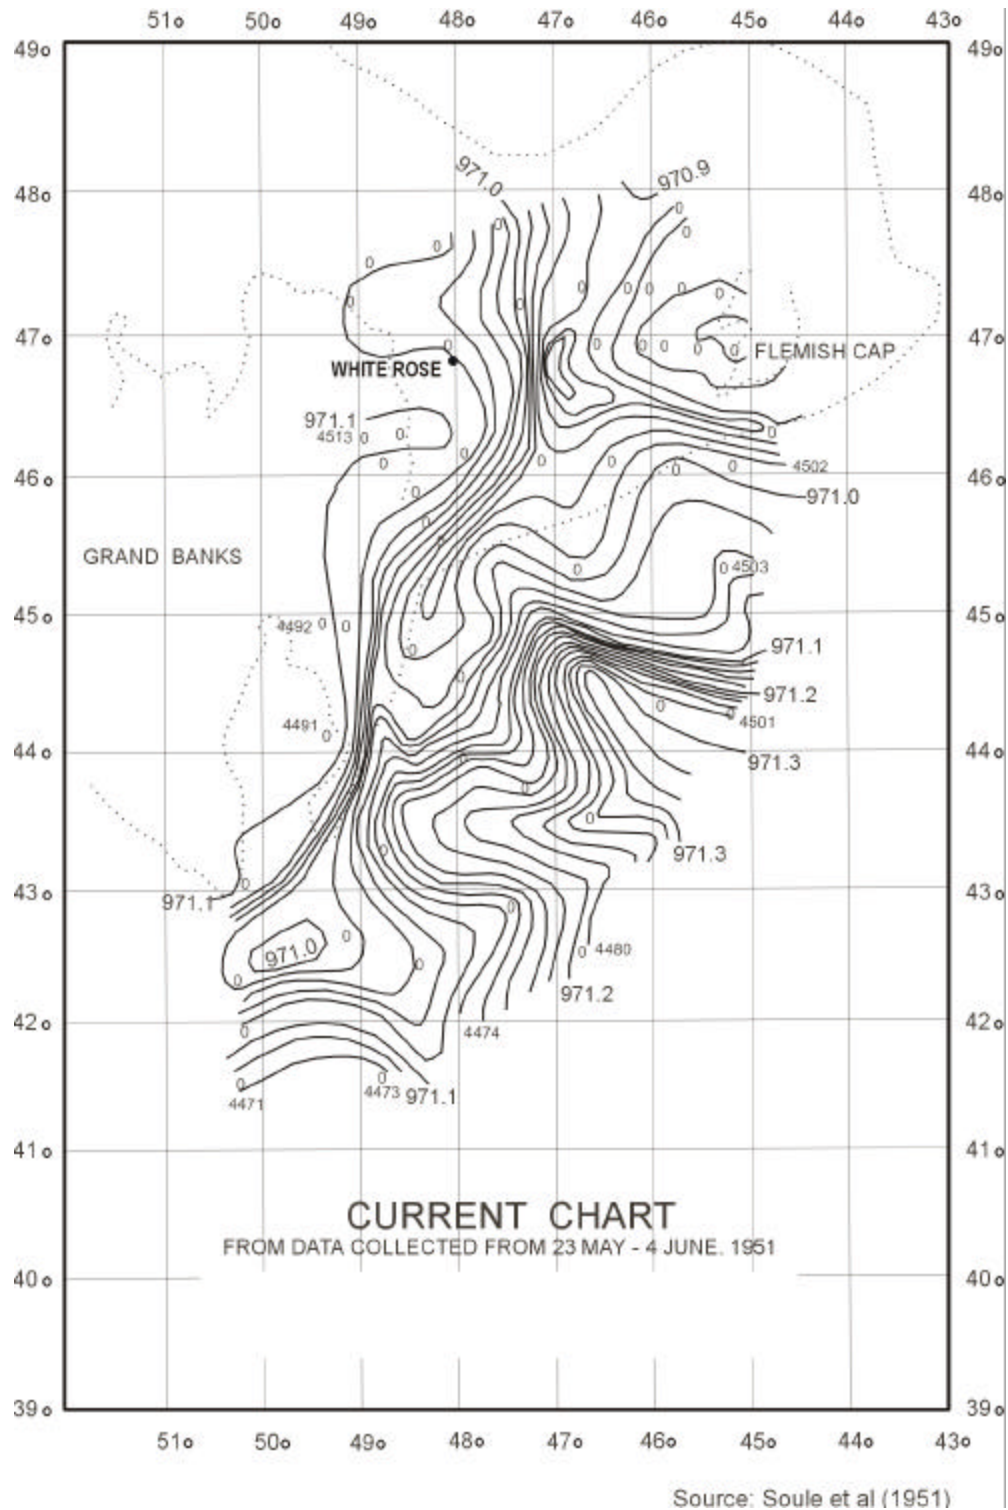 51o 50o 49o 48o 47o 46o 45o 44o 43o
49o 49o
971.0 970.9
48o 48o
47o 47o
FLEMISH CAP
WHITE ROSE
971.1
4513
4502
46o 46o
971.0
GRAND BANKS
0 4503
45o 45o
4492
971.1
971.2
4491
4501
44o 44o
971.3
971.3
43o 43o
971.1
971.0
4480
971.2
42o 42o
4474
4471
4473
971.1
41o 41o
CURRENT CHART
FROM DATA COLLECTED FROM 23 MAY - 4 JUNE. 1951
40o 40o
39o 39o
51o 50o 49o 48o 47o 46o 45o 44o 43o
Source: Soule et al (1951)